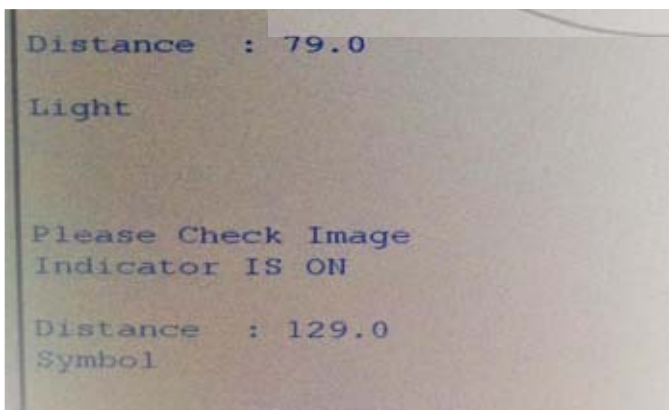 Distance : 79.0
Light
Please Check Image
Indicator IS ON
Distance : 129.0
Symbol